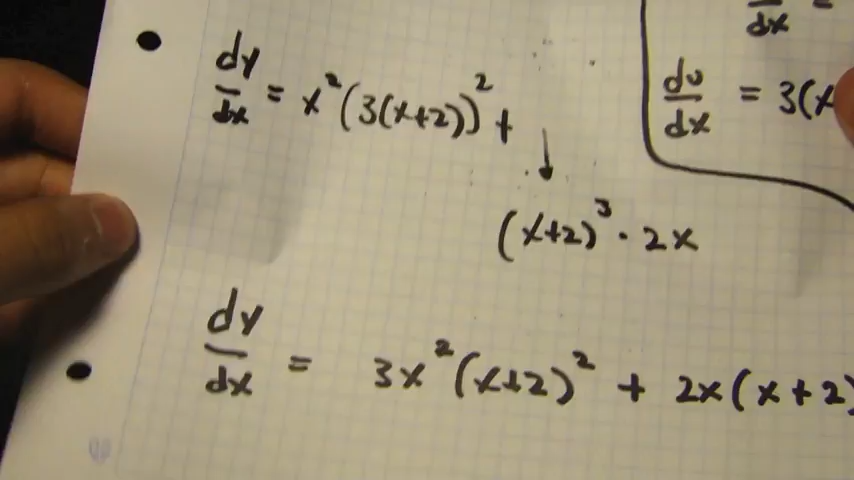 dy/dx = x²(3(x+2))² +
(x+2)³ · 2x
dy/dx = 3x²(x+2)² + 2x(x+2)
dx =
du/dx = 3(x